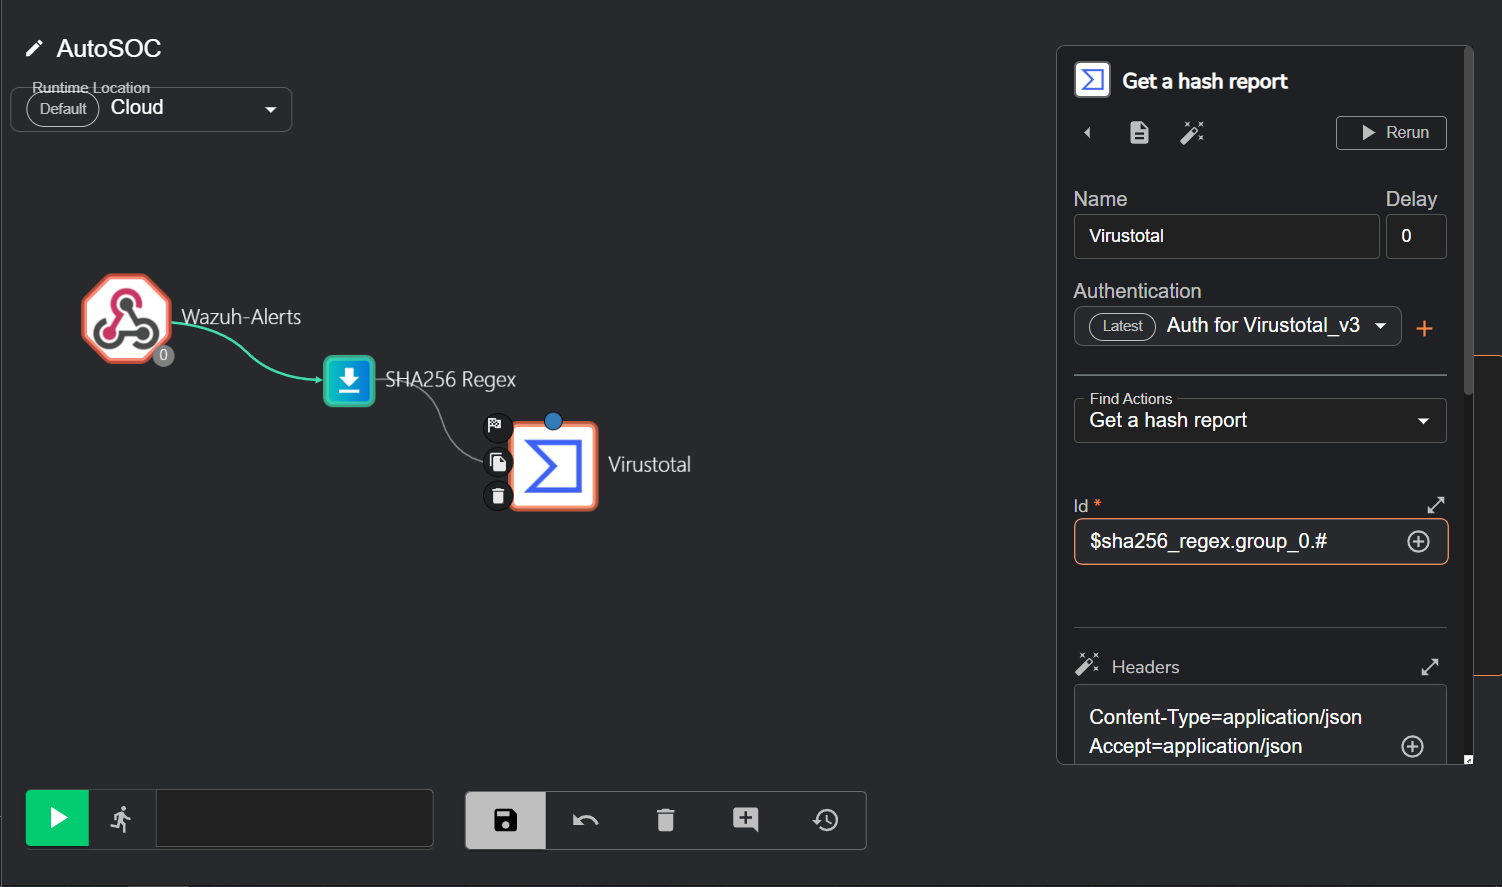 AutoSOC
Runtime Location
Default Cloud
Wazuh-Alerts
0
SHA256 Regex
Virustotal
Get a hash report
Rerun
Name Delay
Virustotal 0
Authentication
Latest Auth for Virustotal_v3
Find Actions
Get a hash report
Id *
$sha256_regex.group_0.#
Headers
Content-Type=application/json
Accept=application/json